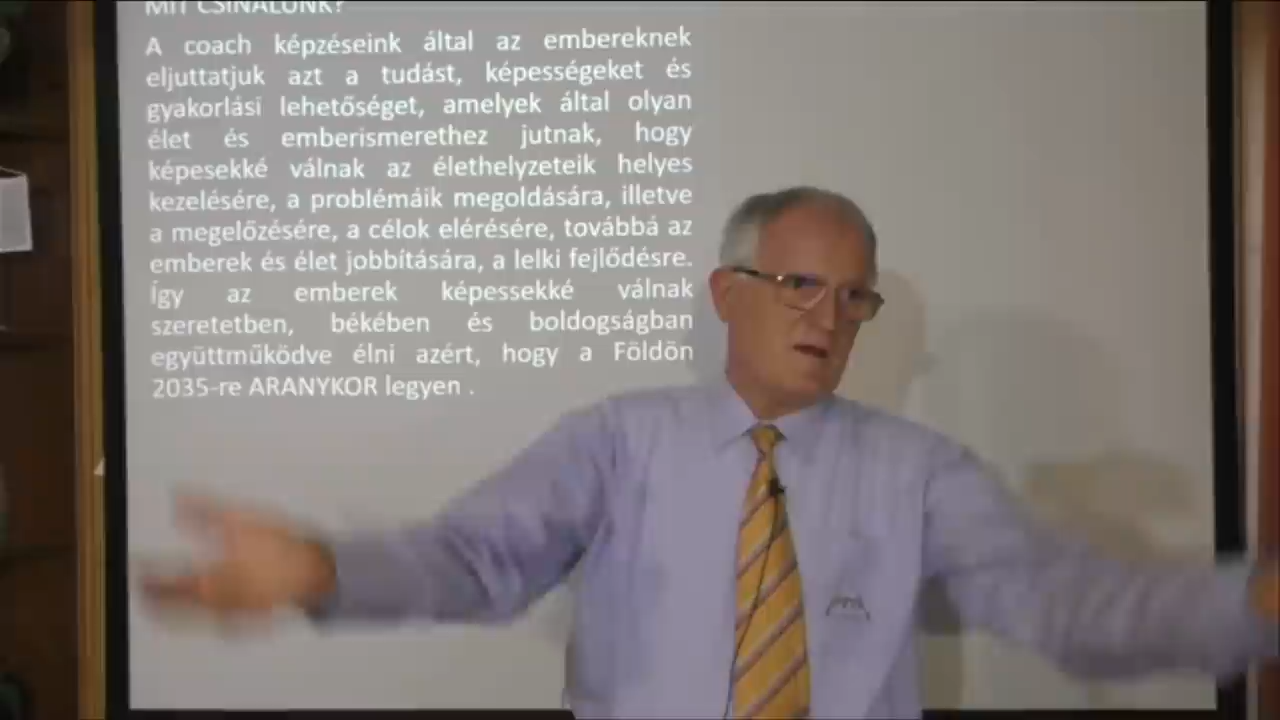 MIT CSINÁLUNK?
A coach képzéseink által az embereknek
eljuttatjuk azt a tudást, képességeket és
gyakorlási lehetőséget, amelyek által olyan
élet és emberismerethez jutnak, hogy
képesekké válnak az élethelyzeteik helyes
kezelésére, a problémáik megoldására, illetve
a megelőzésére, a célok elérésére, továbbá az
emberek és élet jobbítására, a lelki fejlődésre.
Így az emberek képessekké válnak
szeretetben, békében és boldogságban
együttműködve élni azért, hogy a Földön
2035-re ARANYKOR legyen .